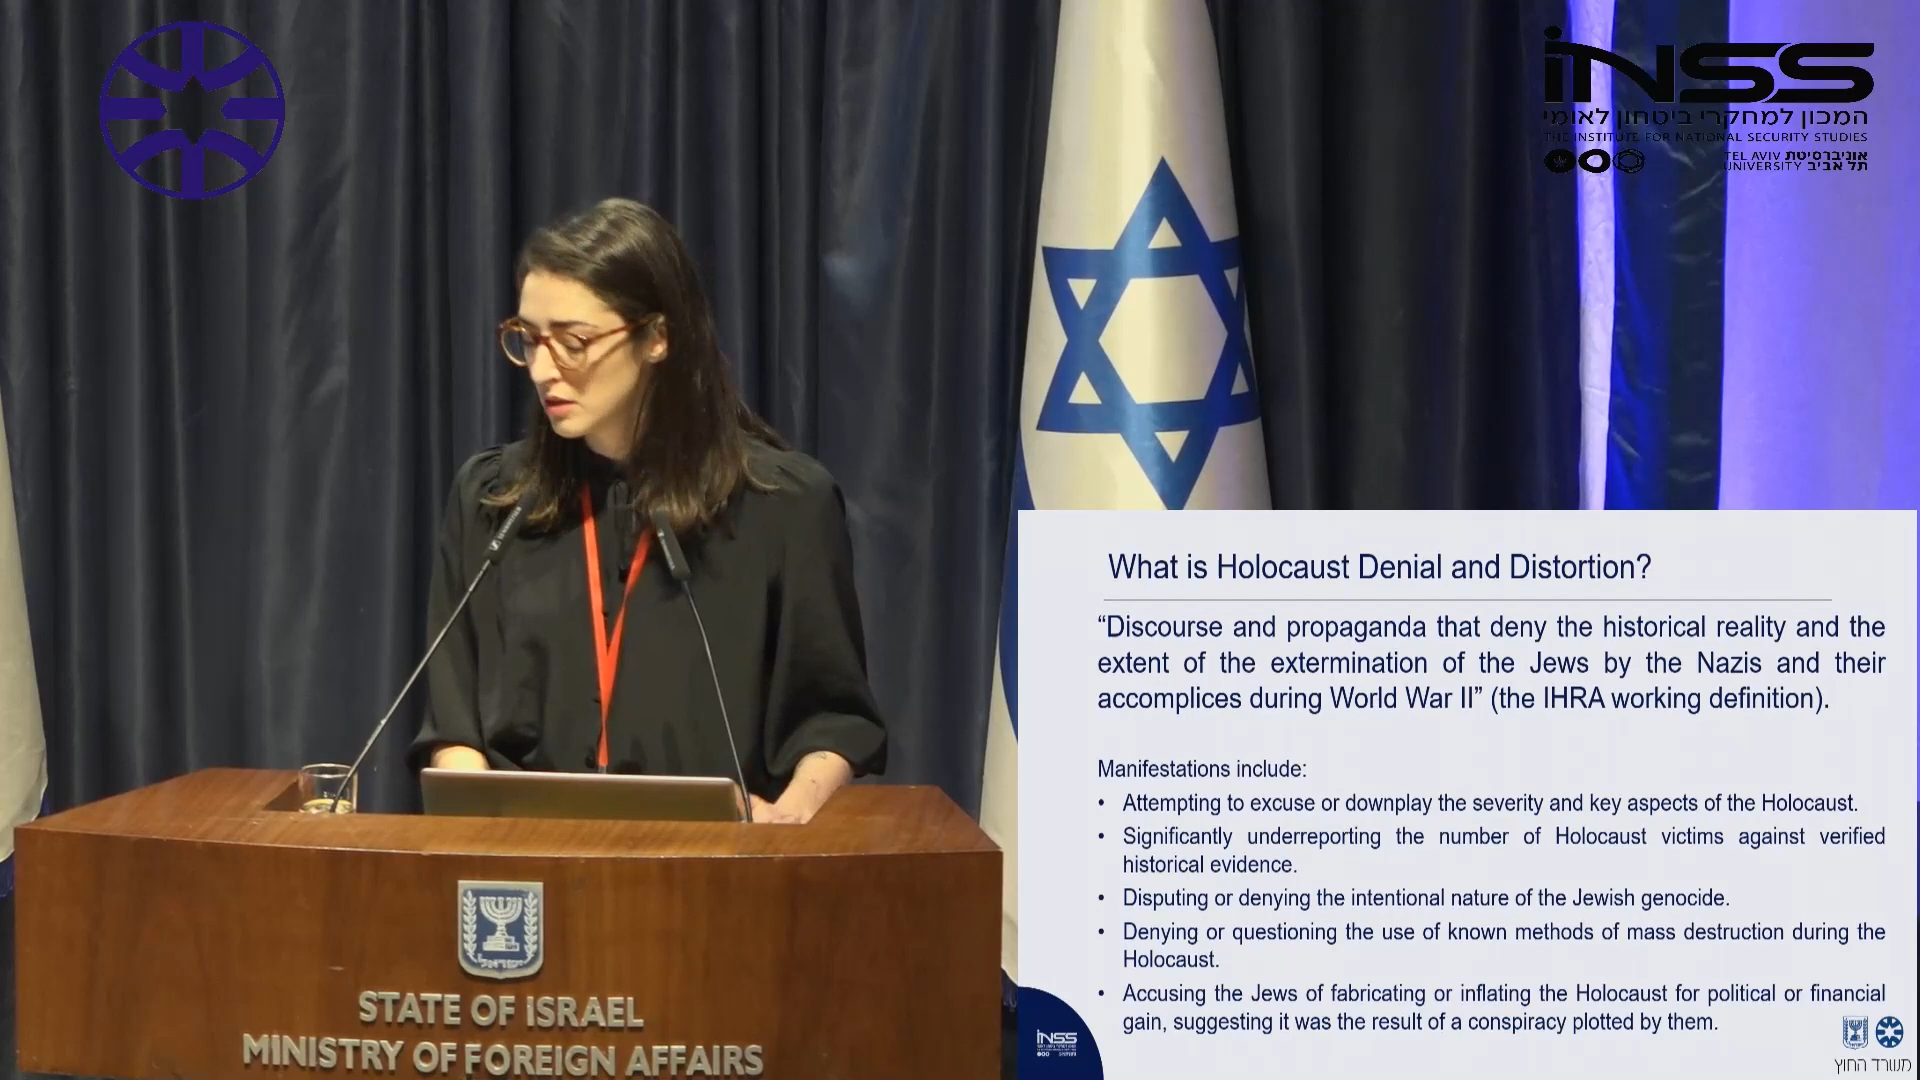 iNSS
המכון למחקרי ביטחון לאומי
THE INSTITUTE FOR NATIONAL SECURITY STUDIES
TEL AVIV אוניברסיטת
UNIVERSITY תל אביב
SENNHEISER
ישראל
STATE OF iSRAEL
MINISTRY OF FOREIGN AFFAIRS
What is Holocaust Denial and Distortion?
“Discourse and propaganda that deny the historical reality and the
extent of the extermination of the Jews by the Nazis and their
accomplices during World War II” (the IHRA working definition).
Manifestations include:
• Attempting to excuse or downplay the severity and key aspects of the Holocaust.
• Significantly underreporting the number of Holocaust victims against verified
historical evidence.
• Disputing or denying the intentional nature of the Jewish genocide.
• Denying or questioning the use of known methods of mass destruction during the
Holocaust.
• Accusing the Jews of fabricating or inflating the Holocaust for political or financial
gain, suggesting it was the result of a conspiracy plotted by them.
iNSS
משרד החוץ